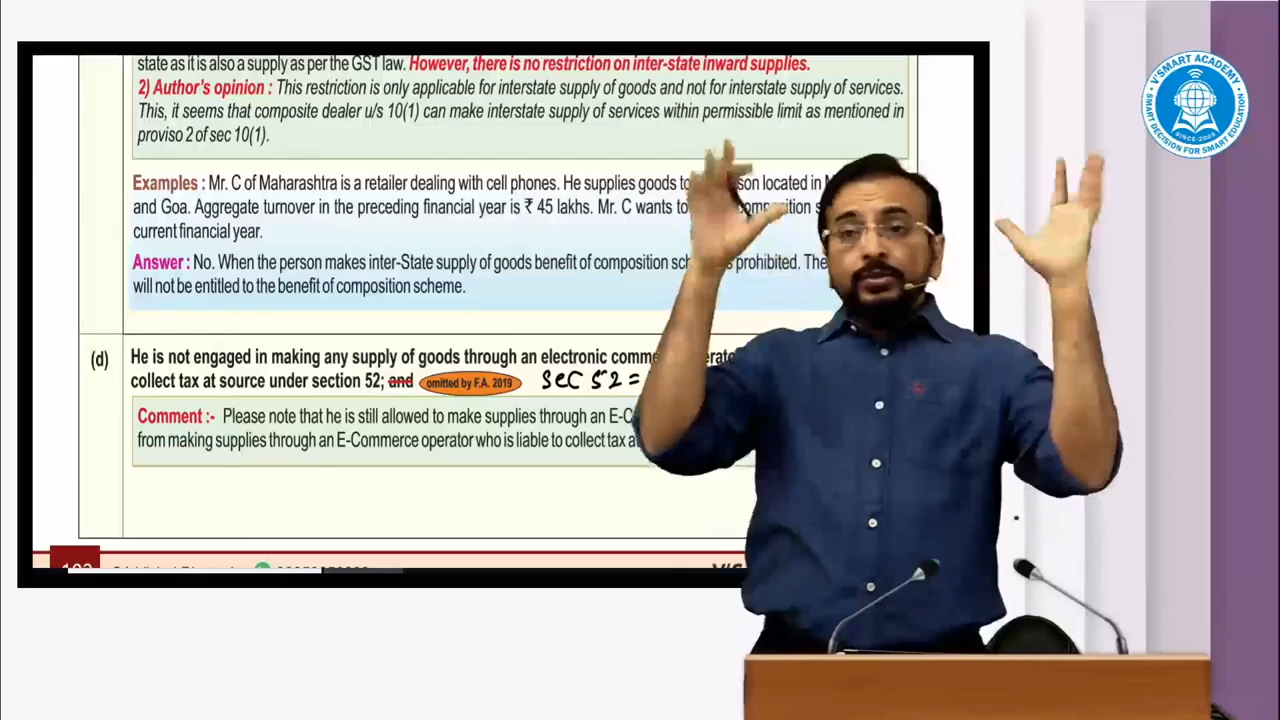 state as it is also a supply as per the GST law. However, there is no restriction on inter-state inward supplies.
2) Author's opinion : This restriction is only applicable for interstate supply of goods and not for interstate supply of services.
This, it seems that composite dealer u/s 10(1) can make interstate supply of services within permissible limit as mentioned in
proviso 2 of sec 10(1).
Examples : Mr. C of Maharashtra is a retailer dealing with cell phones. He supplies goods to located in
and Goa. Aggregate turnover in the preceding financial year is ₹ 45 lakhs. Mr. C wants to
current financial year.
Answer : No. When the person makes inter-State supply of goods benefit of composition prohibited.
will not be entitled to the benefit of composition scheme.
(d) He is not engaged in making any supply of goods through an electronic
collect tax at source under section 52; and omitted by F.A. 2019 Sec 52 =
Comment :- Please note that he is still allowed to make supplies through an
from making supplies through an E-Commerce operator who is liable to collect tax
V'SMART ACADEMY
SINCE-2008
SMART DECISION FOR SMART EDUCATION